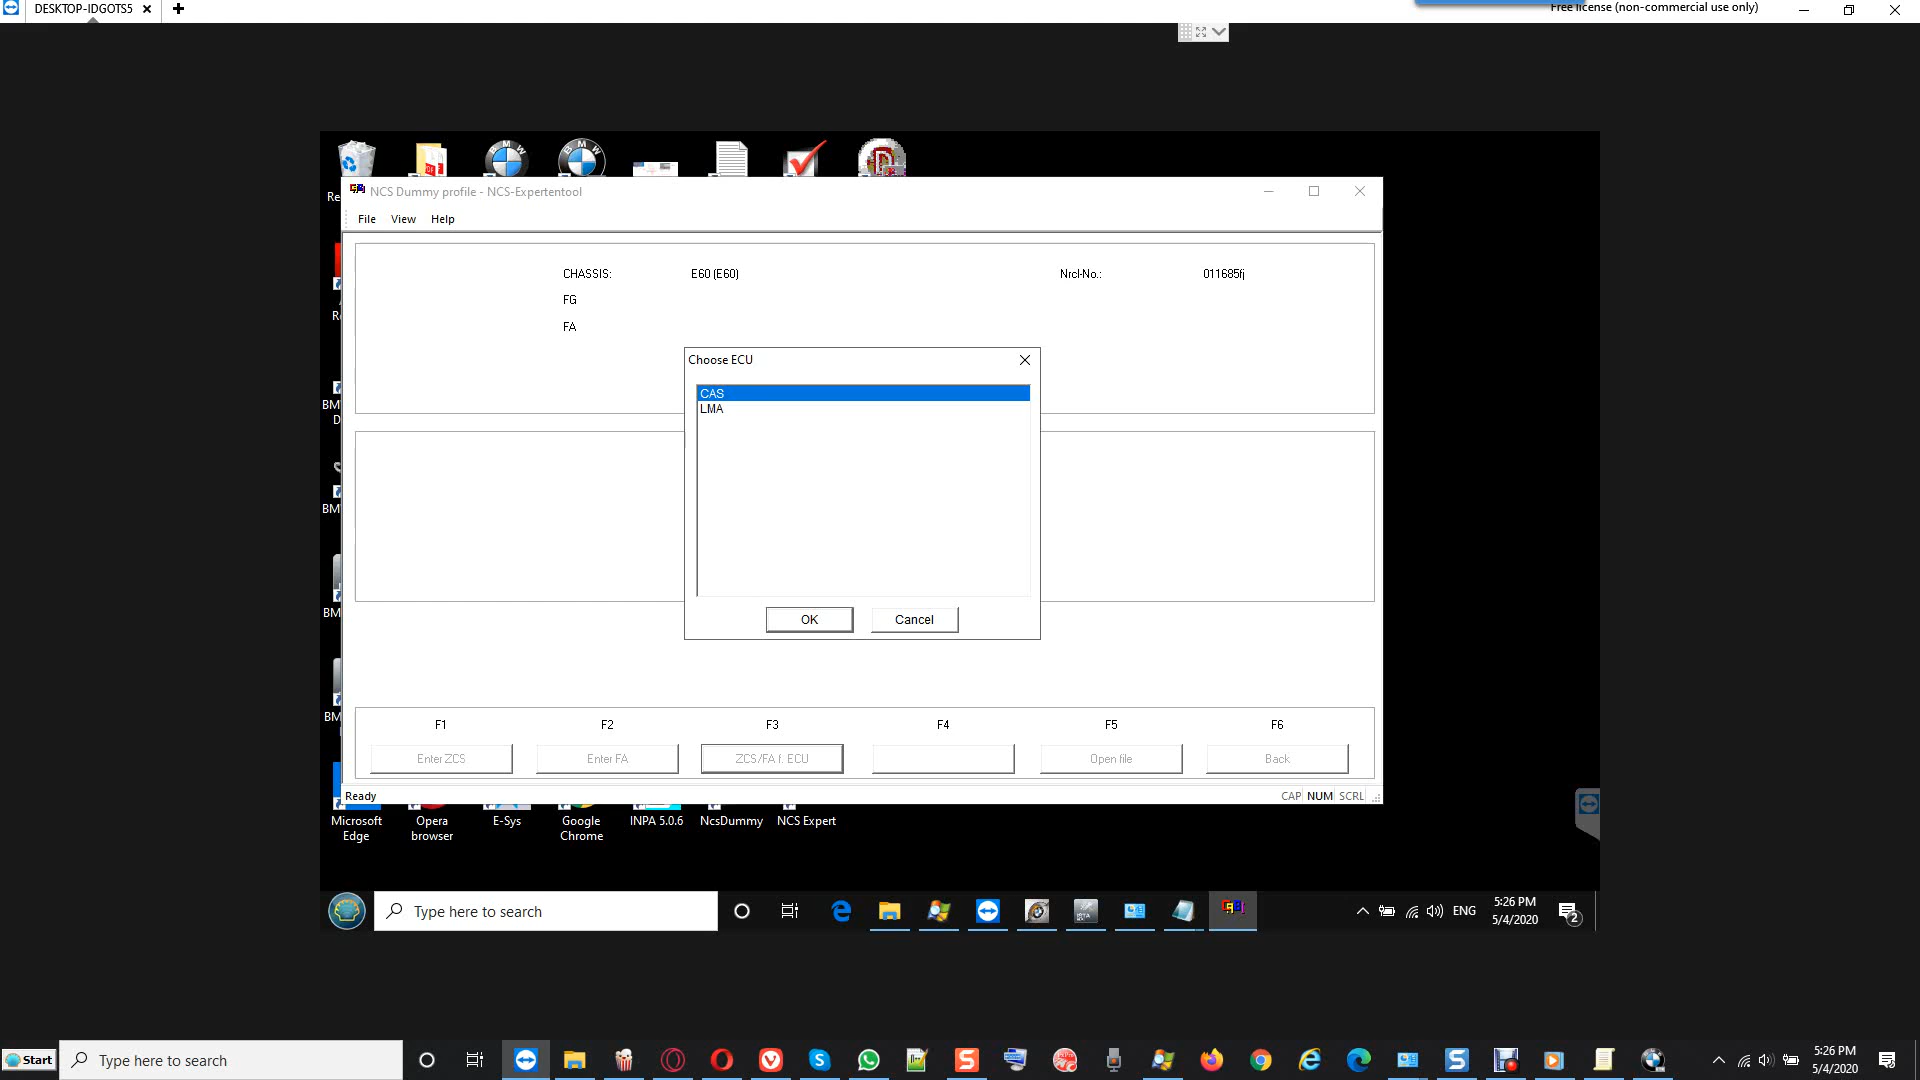 DESKTOP-IDGOTS5
Free license (non-commercial use only)
NCS Dummy profile - NCS-Expertentool
File View Help
CHASSIS: E60 (E60) Nrcl-No.: 011685fj
FG
FA
Choose ECU
CAS
LMA
OK Cancel
F1 F2 F3 F4 F5 F6
Enter ZCS Enter FA ZCS/FA f. ECU Open file Back
Ready CAP NUM SCRL
Microsoft Edge
Opera browser
E-Sys
Google Chrome
INPA 5.0.6
NcsDummy
NCS Expert
Type here to search
ENG
5:26 PM
5/4/2020
2
Start
Type here to search
5:26 PM
5/4/2020